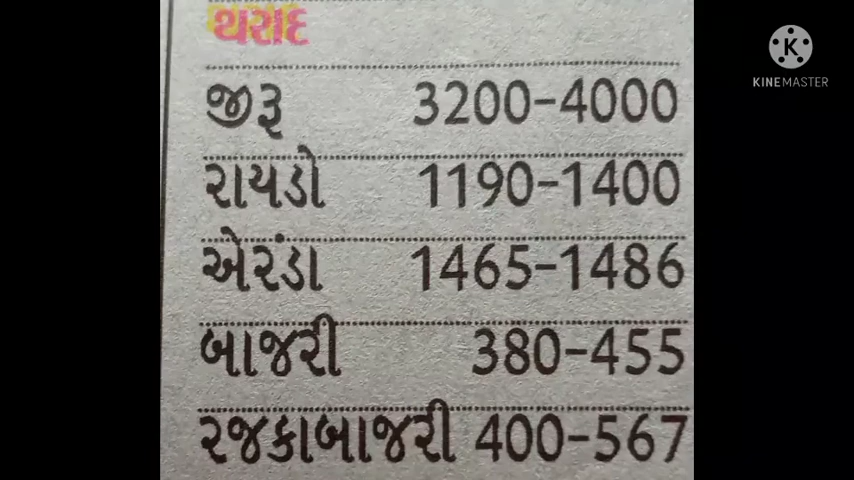 થરાદ
જીરૂ 3200-4000
રાયડો 1190-1400
એરંડા 1465-1486
બાજરી 380-455
રજકાબાજરી 400-567
K
KINEMASTER